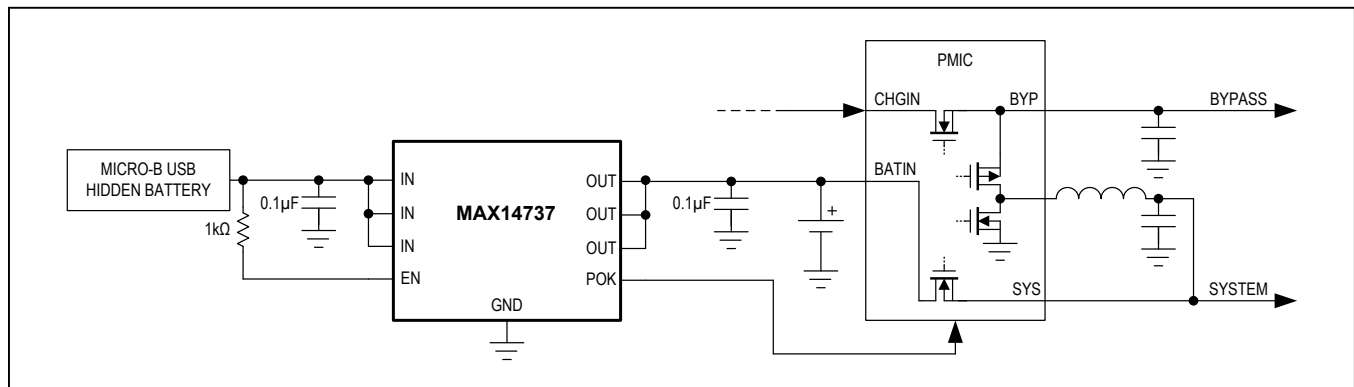 PMIC
CHGIN
BYP
BYPASS
MICRO-B USB
HIDDEN BATTERY
0.1µF
1kΩ
IN
IN
IN
EN
MAX14737
GND
OUT
OUT
OUT
POK
0.1µF
+
BATIN
SYS
SYSTEM